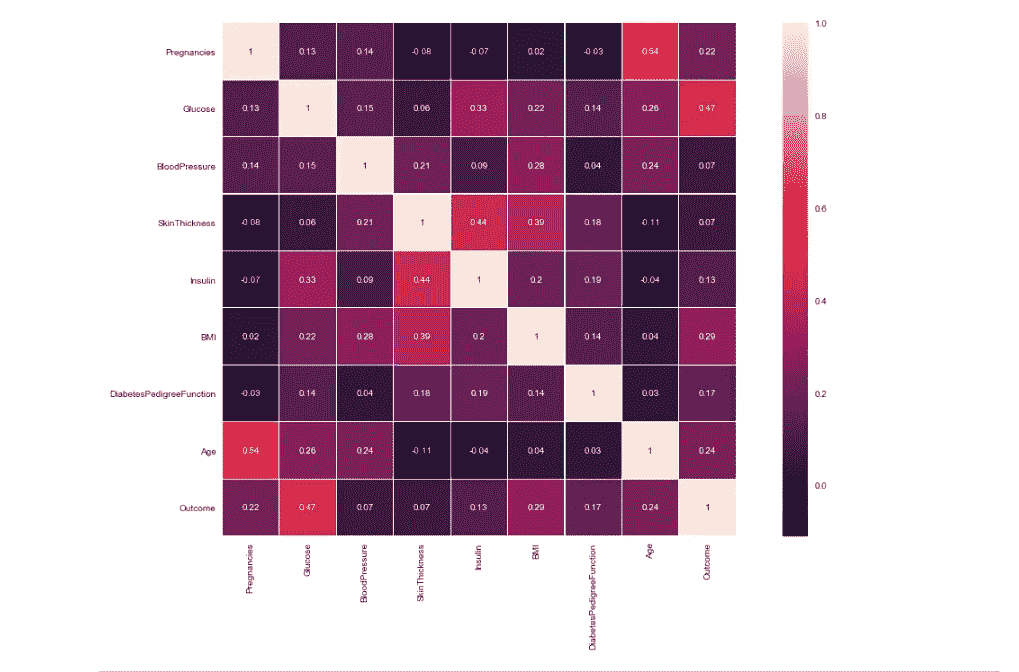 1.0
Pregnancies 1 0.13 0.14 -0.08 -0.07 0.02 -0.03 0.54 0.22
Glucose 0.13 1 0.15 0.06 0.33 0.22 0.14 0.26 0.47
0.8
BloodPressure 0.14 0.15 1 0.21 0.09 0.28 0.04 0.24 0.07
SkinThickness -0.08 0.06 0.21 1 0.44 0.39 0.18 -0.11 0.07
0.6
Insulin -0.07 0.33 0.09 0.44 1 0.2 0.19 -0.04 0.13
0.4
BMI 0.02 0.22 0.28 0.39 0.2 1 0.14 0.04 0.29
DiabetesPedigreeFunction -0.03 0.14 0.04 0.18 0.19 0.14 1 0.03 0.17
0.2
Age 0.54 0.26 0.24 -0.11 -0.04 0.04 0.03 1 0.24
0.0
Outcome 0.22 0.47 0.07 0.07 0.13 0.29 0.17 0.24 1
Pregnancies
Glucose
BloodPressure
SkinThickness
Insulin
BMI
DiabetesPedigreeFunction
Age
Outcome